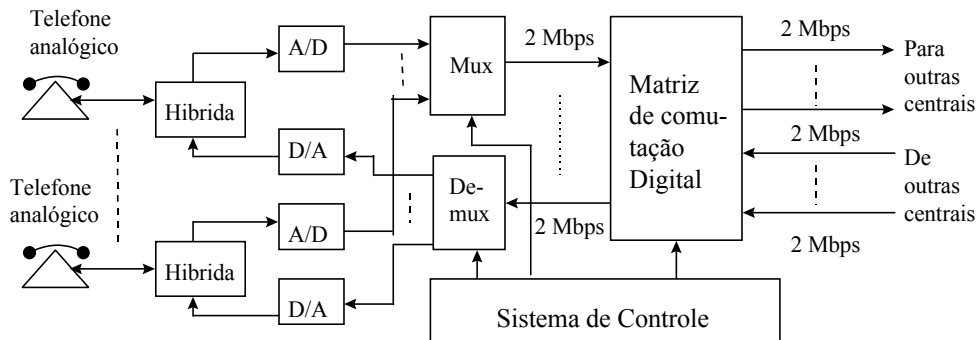 Telefone
analógico
A/D
Mux
2 Mbps
2 Mbps
Para
outras
centrais
Hibrida
Matriz
de comu-
tação
Digital
D/A
De-
mux
2 Mbps
De
outras
centrais
Telefone
analógico
A/D
2 Mbps
2 Mbps
Hibrida
D/A
Sistema de Controle